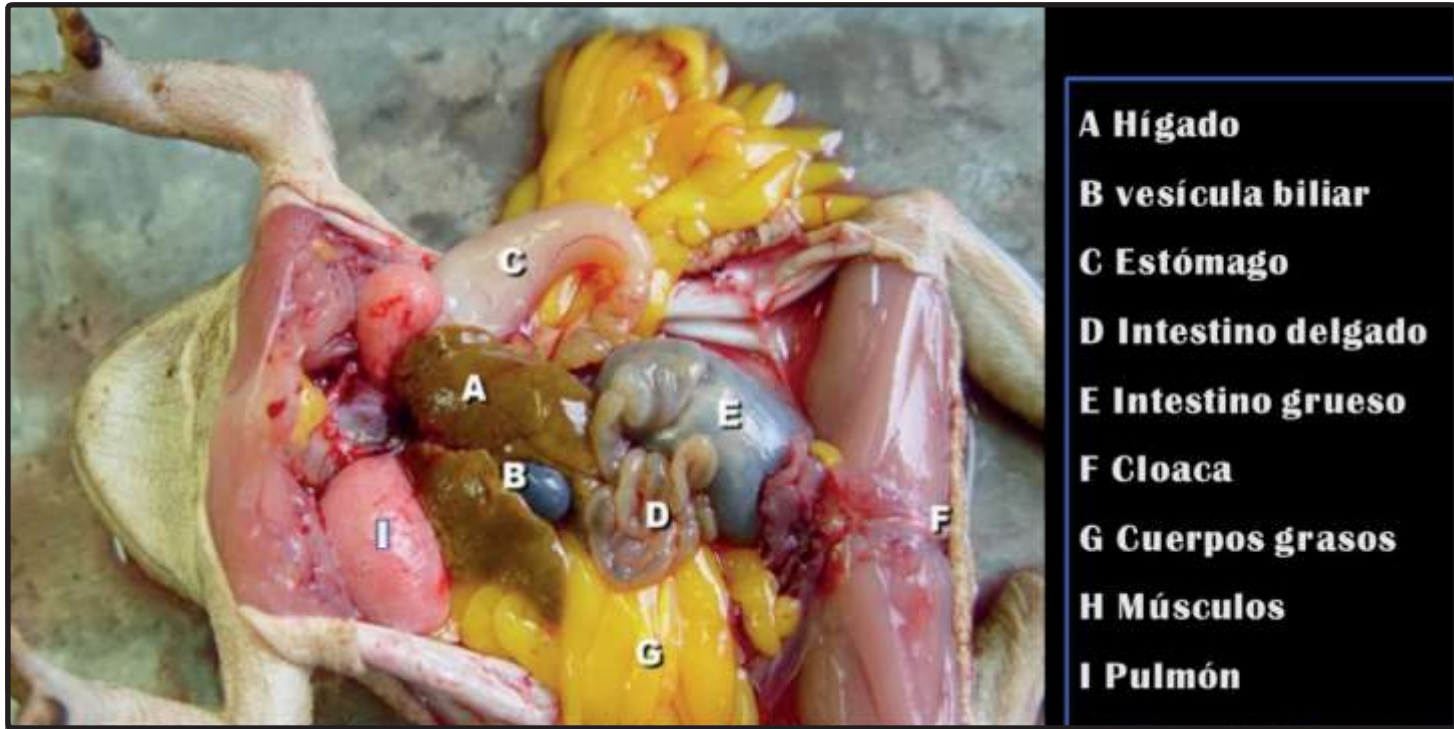 C
A
E
B
D
I
F
G
A Hígado
B vesícula biliar
C Estómago
D Intestino delgado
E Intestino grueso
F Cloaca
G Cuerpos grasos
H Músculos
I Pulmón